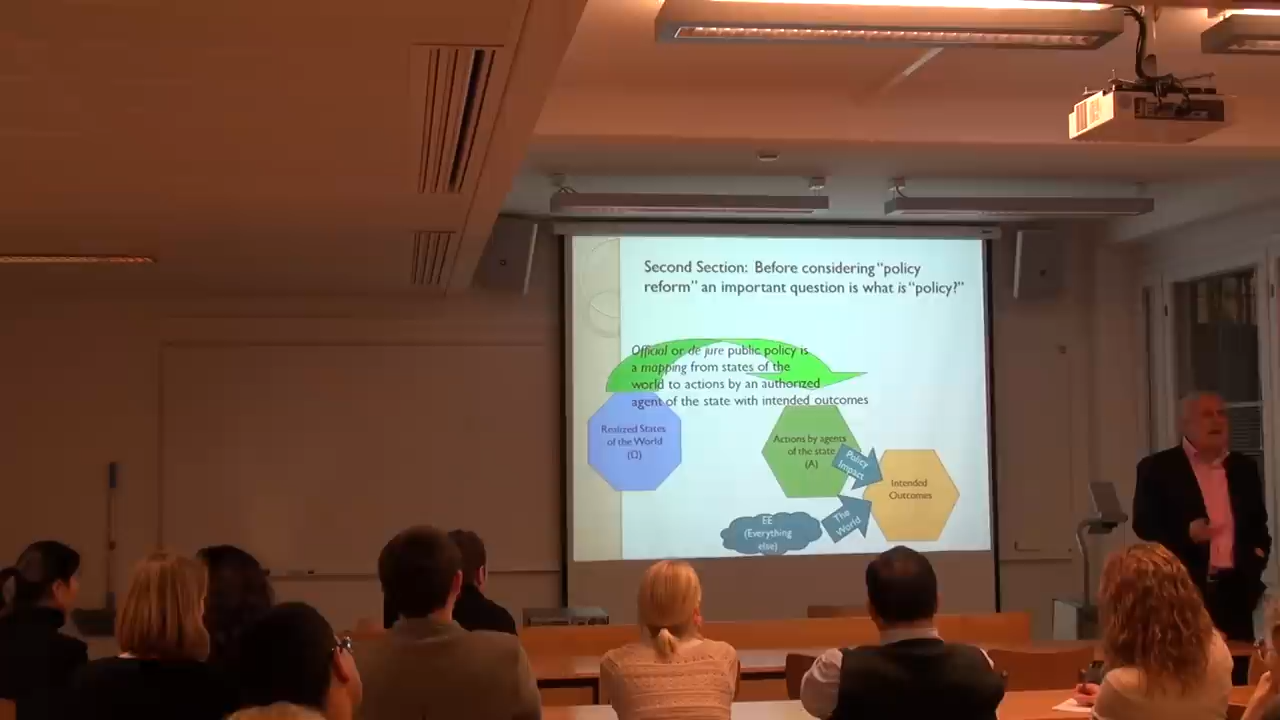 Second Section: Before considering “policy
reform” an important question is what is “policy?”
Official or de jure public policy is
a mapping from states of the
world to actions by an authorized
agent of the state with intended outcomes
Realized States
of the World
(Ω)
Actions by agents
of the state
(A)
Policy
Impact
Intended
Outcomes
EE
(Everything
else)
The
World